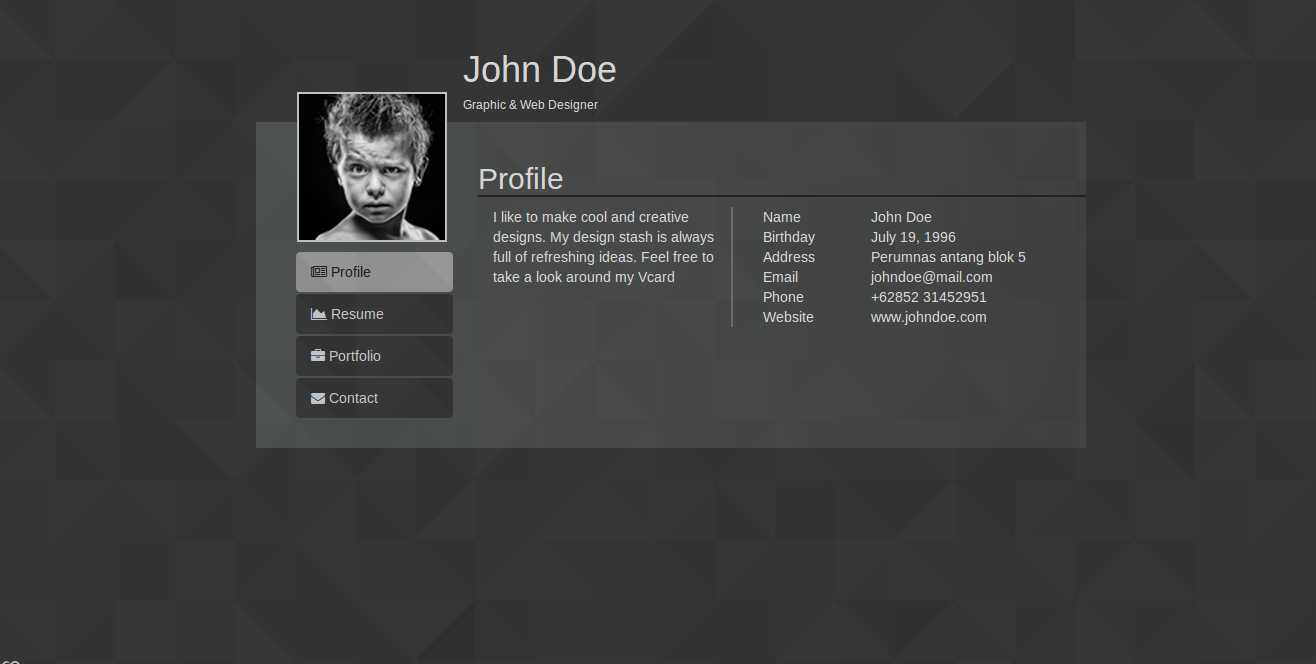 John Doe
Graphic & Web Designer
Profile
I like to make cool and creative
designs. My design stash is always
full of refreshing ideas. Feel free to
take a look around my Vcard
Name John Doe
Birthday July 19, 1996
Address Perumnas antang blok 5
Email johndoe@mail.com
Phone +62852 31452951
Website www.johndoe.com
Profile
Resume
Portfolio
Contact